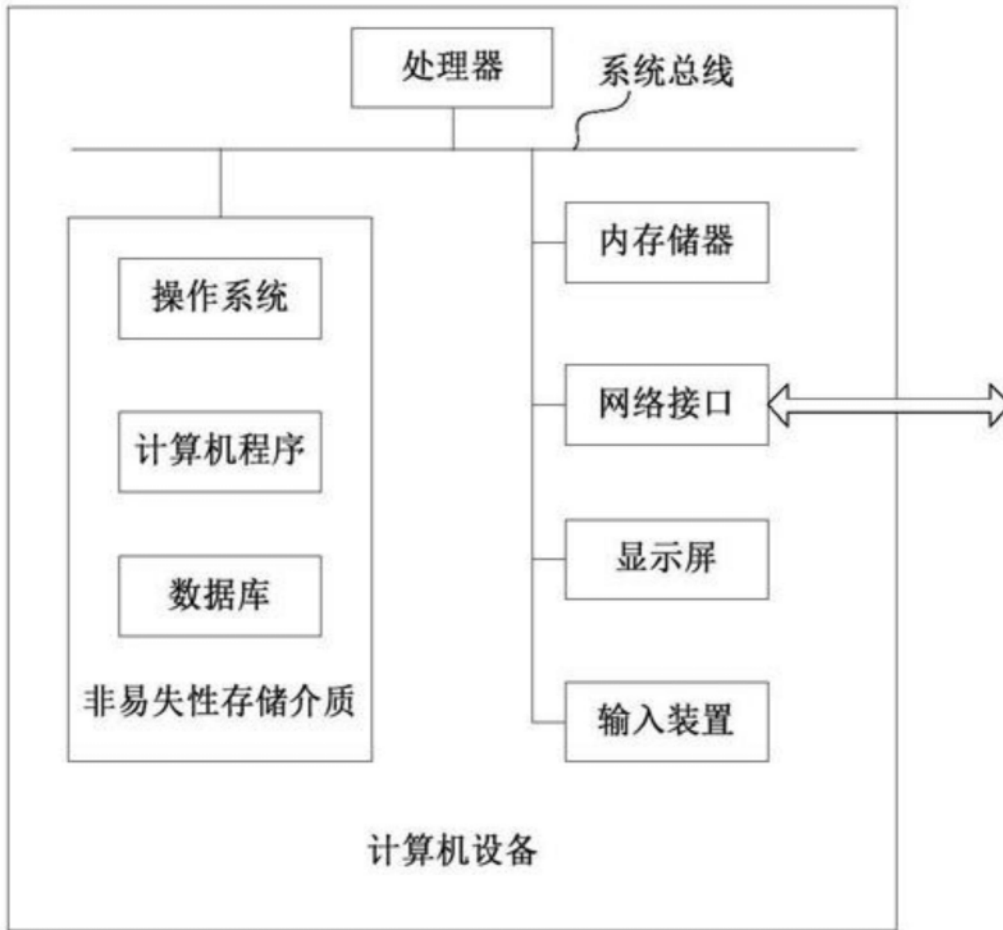 处理器
系统总线
内存储器
操作系统
网络接口
计算机程序
显示屏
数据库
非易失性存储介质
输入装置
计算机设备